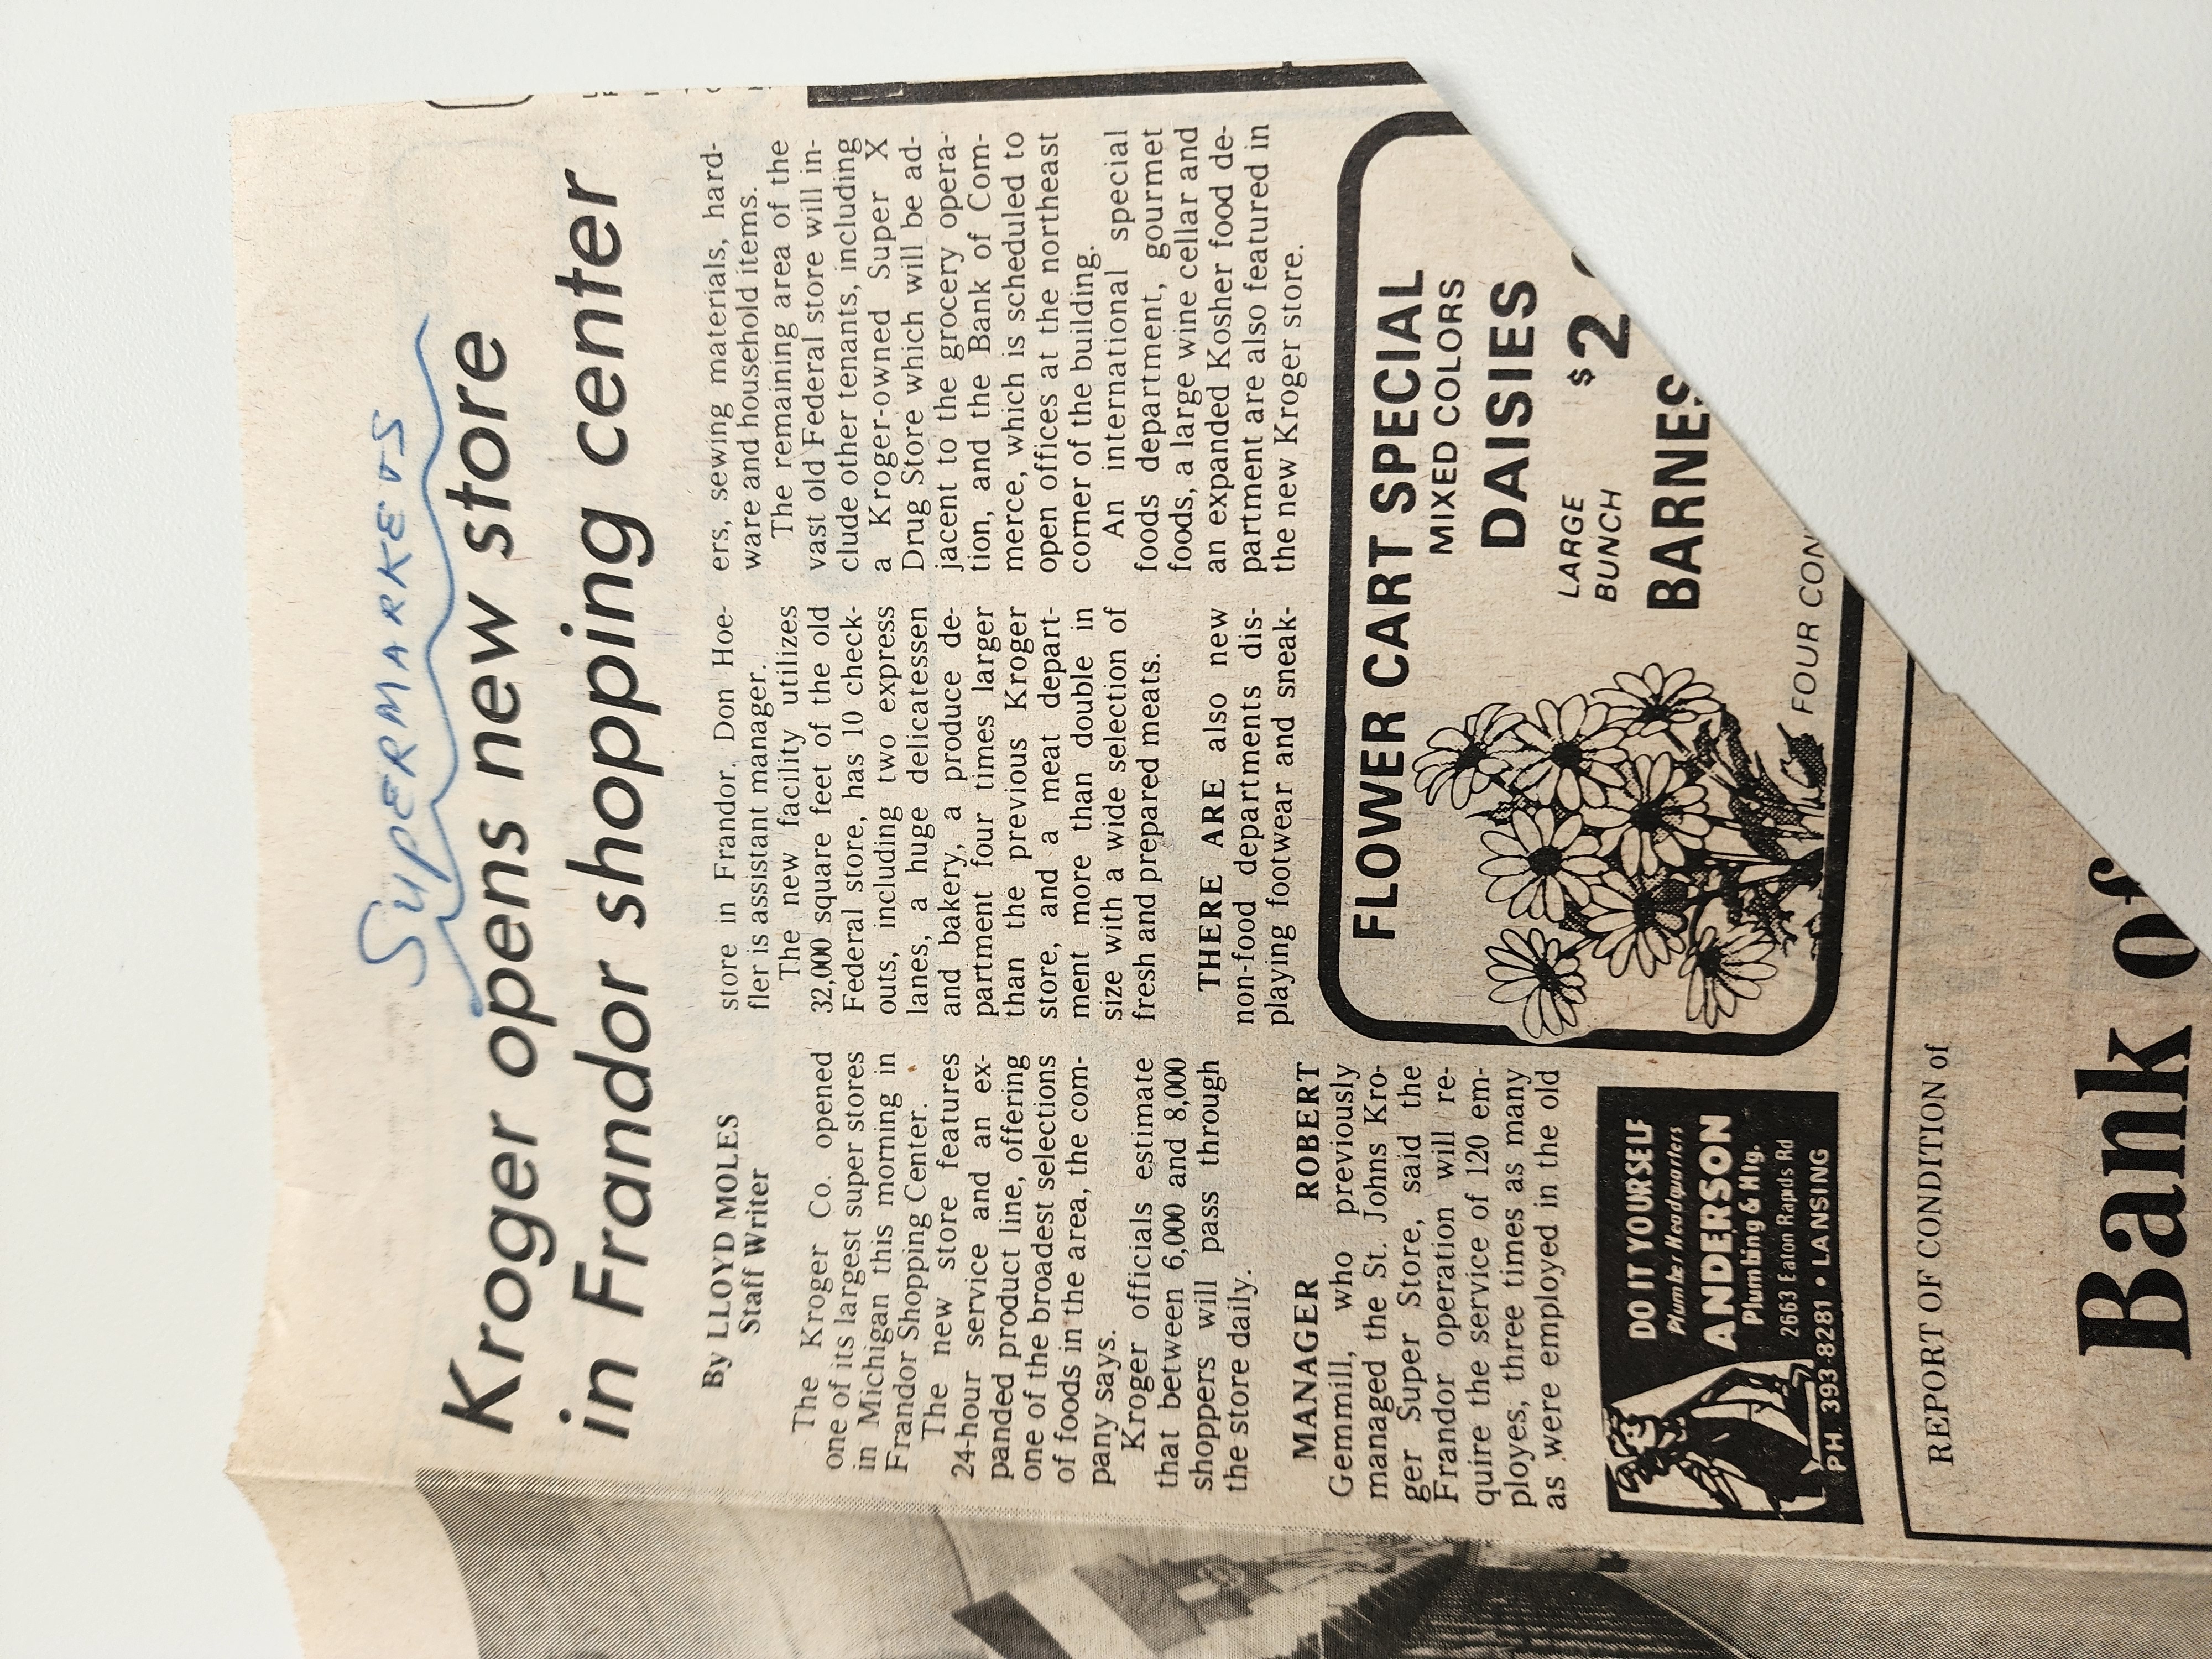 SUPERMARKETS
Kroger opens new store
in Frandor shopping center
By LLOYD MOLES
Staff Writer
The Kroger Co. opened
one of its largest super stores
in Michigan this morning in
Frandor Shopping Center.
The new store features
24-hour service and an ex-
panded product line, offering
one of the broadest selections
of foods in the area, the com-
pany says.
Kroger officials estimate
that between 6,000 and 8,000
shoppers will pass through
the store daily.
MANAGER ROBERT
Gemmill, who previously
managed the St. Johns Kro-
ger Super Store, said the
Frandor operation will re-
quire the service of 120 em-
ployes, three times as many
as were employed in the old
store in Frandor. Don Hoe-
fler is assistant manager.
The new facility utilizes
32,000 square feet of the old
Federal store, has 10 check-
outs, including two express
lanes, a huge delicatessen
and bakery, a produce de-
partment four times larger
than the previous Kroger
store, and a meat depart-
ment more than double in
size with a wide selection of
fresh and prepared meats.
THERE ARE also new
non-food departments dis-
playing footwear and sneak-
ers, sewing materials, hard-
ware and household items.
The remaining area of the
vast old Federal store will in-
clude other tenants, including
a Kroger-owned Super X
Drug Store which will be ad-
jacent to the grocery opera-
tion, and the Bank of Com-
merce, which is scheduled to
open offices at the northeast
corner of the building.
An international special
foods department, gourmet
foods, a large wine cellar and
an expanded Kosher food de-
partment are also featured in
the new Kroger store.
DO IT YOURSELF
Plumbing Headquarters
ANDERSON
Plumbing & Htg.
2663 Eaton Rapids Rd
PH. 393-8281 • LANSING
FLOWER CART SPECIAL
MIXED COLORS
DAISIES
LARGE
BUNCH
$2
BARNES
FOUR CON
REPORT OF CONDITION of
Bank of